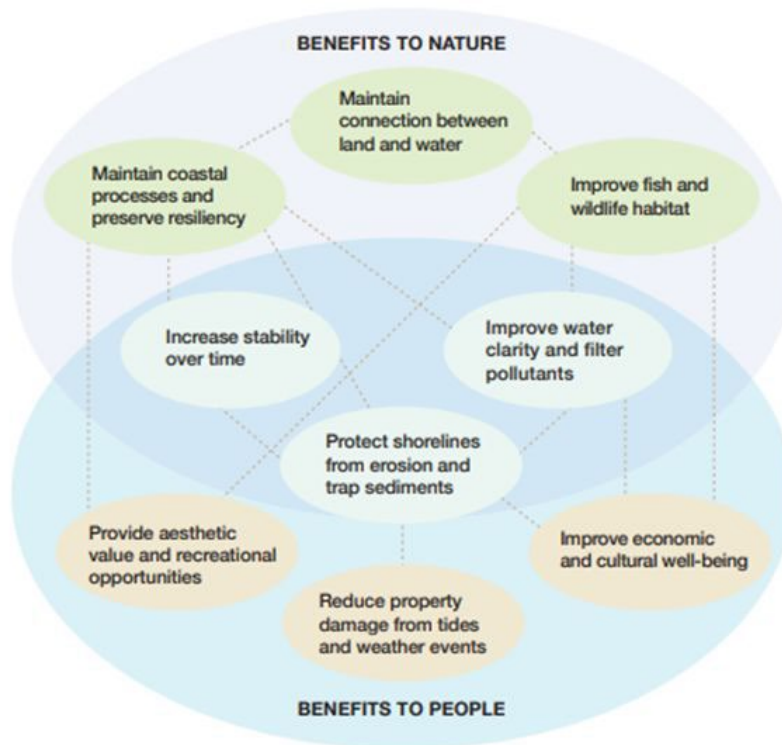 BENEFITS TO NATURE
Maintain
connection between
land and water
Maintain coastal
processes and
preserve resiliency
Improve fish and
wildlife habitat
Increase stability
over time
Improve water
clarity and filter
pollutants
Protect shorelines
from erosion and
trap sediments
Provide aesthetic
value and recreational
opportunities
Improve economic
and cultural well-being
Reduce property
damage from tides
and weather events
BENEFITS TO PEOPLE